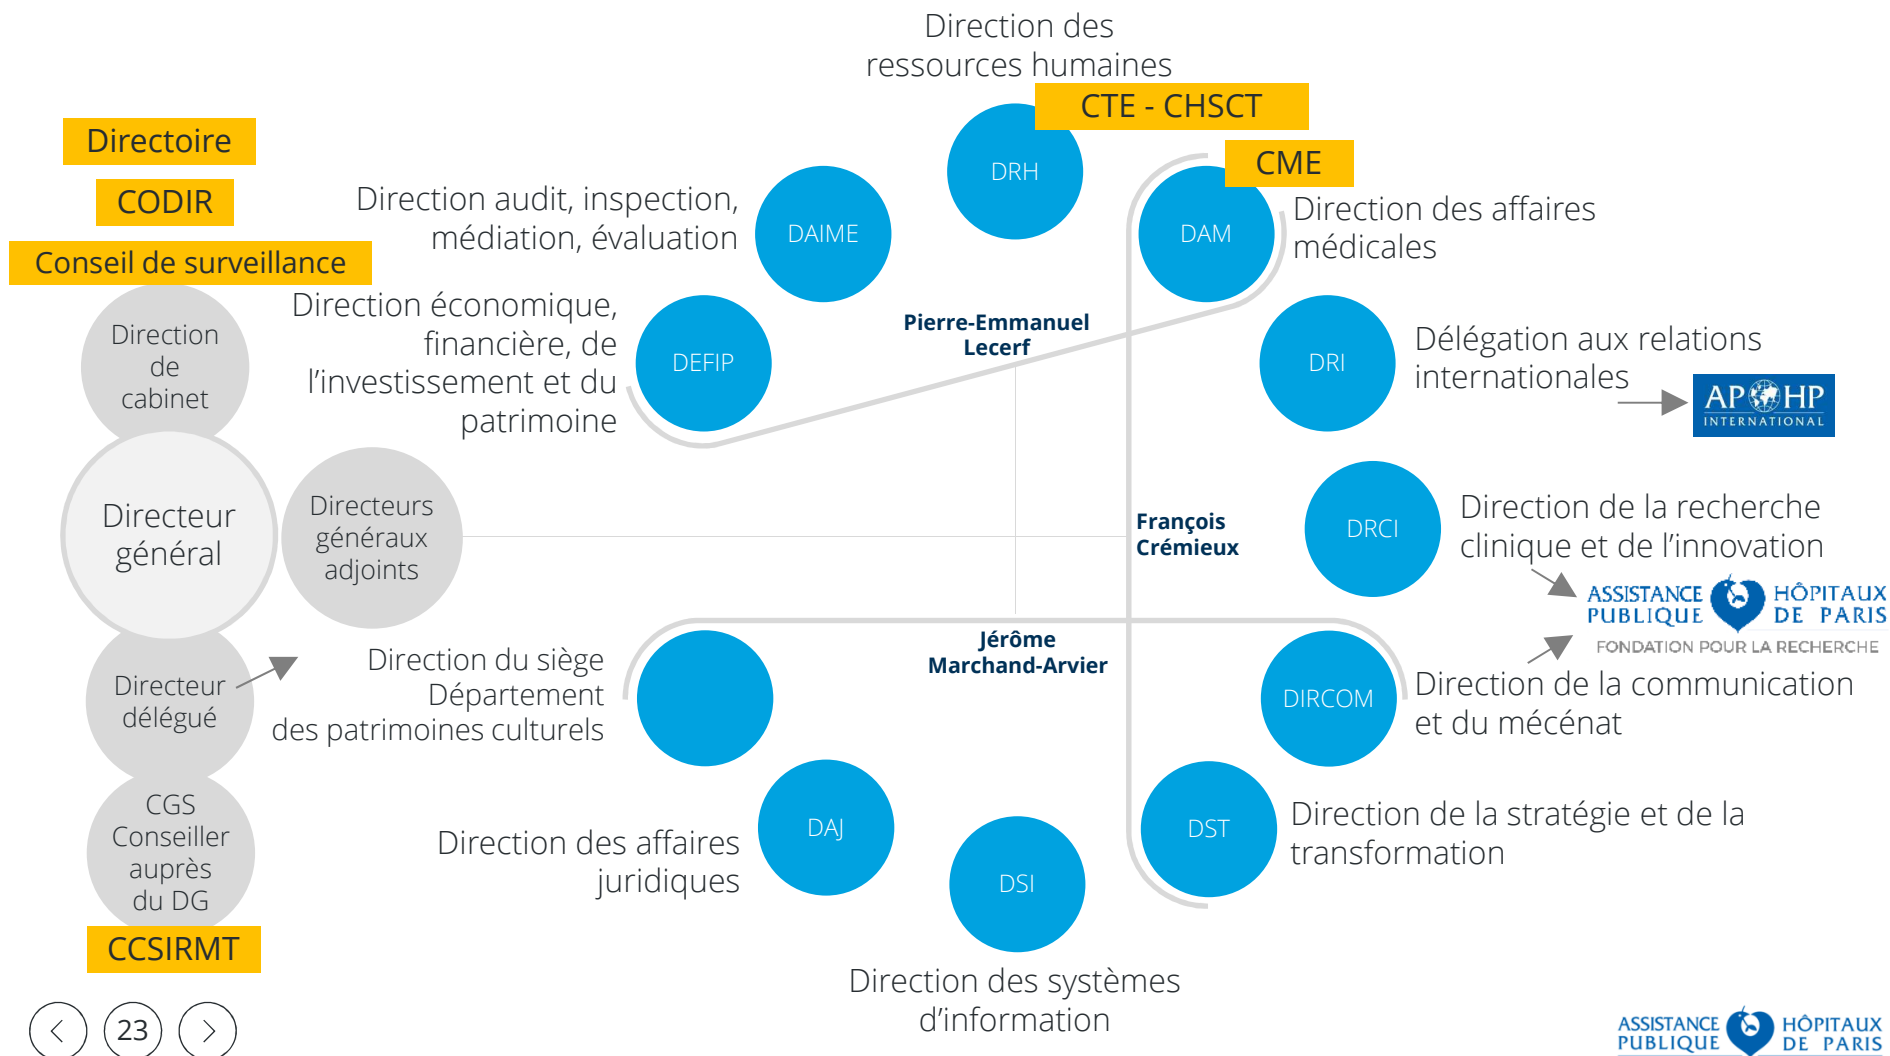 Direction des
ressources humaines
CTE - CHSCT
DRH
CME
DAM
Direction des affaires
médicales
Directoire
CODIR
Conseil de surveillance
Direction audit, inspection,
médiation, évaluation
DAIME
Direction économique,
financière, de
l’investissement et du
patrimoine
DEFIP
Pierre-Emmanuel
Lecerf
DRI
Délégation aux relations
internationales
AP HP
INTERNATIONAL
Direction
de
cabinet
Directeur
général
Directeurs
généraux
adjoints
François
Crémieux
DRCI
Direction de la recherche
clinique et de l’innovation
ASSISTANCE HÔPITAUX
PUBLIQUE DE PARIS
FONDATION POUR LA RECHERCHE
Jérôme
Marchand-Arvier
Directeur
délégué
Direction du siège
Département
des patrimoines culturels
DIRCOM
Direction de la communication
et du mécénat
CGS
Conseiller
auprès
du DG
CCSIRMT
Direction des affaires
juridiques
DAJ
DSI
Direction des systèmes
d’information
DST
Direction de la stratégie et de la
transformation
23
ASSISTANCE HÔPITAUX
PUBLIQUE DE PARIS